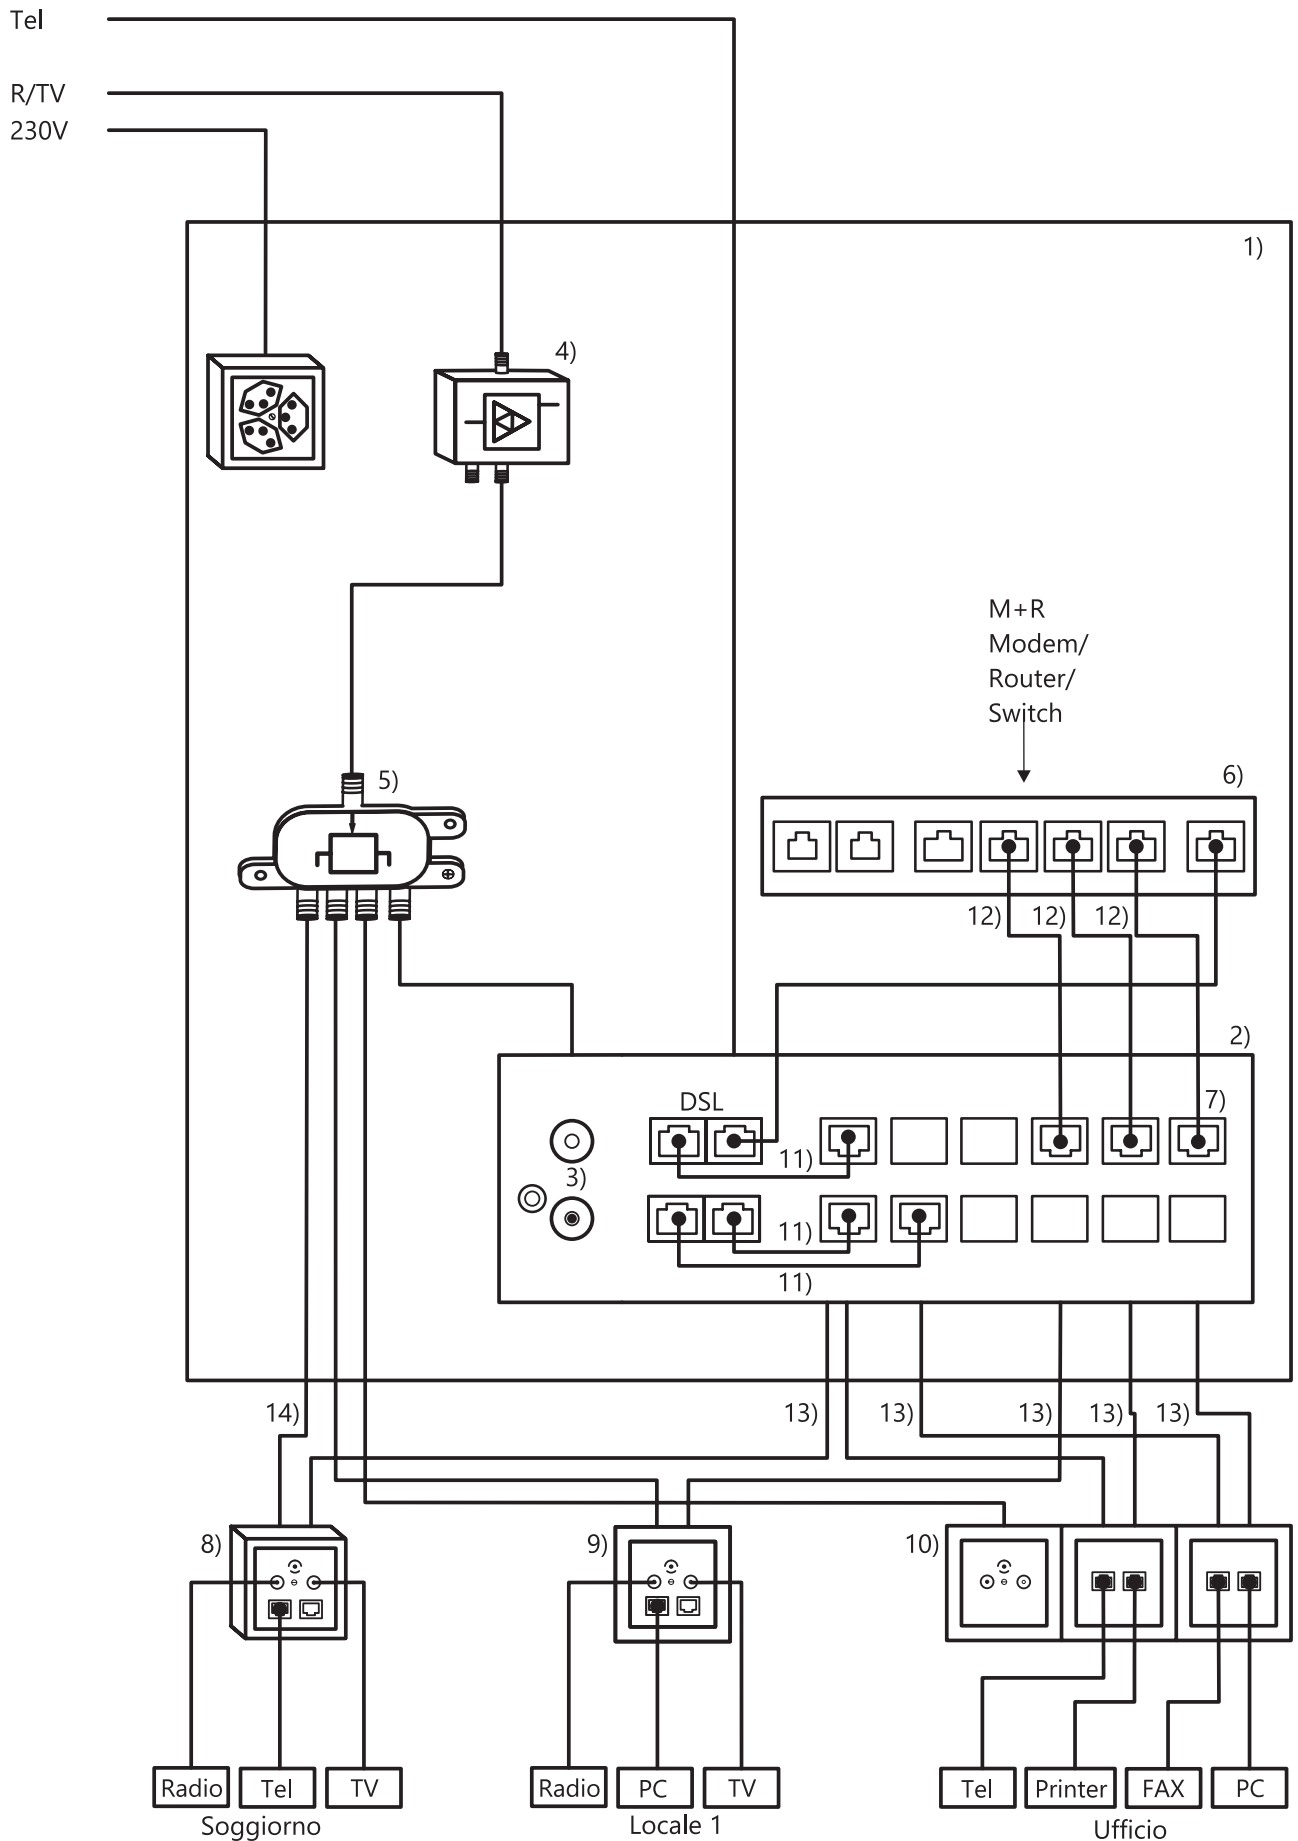 Tel
R/TV
230V
1)
4)
M+R
Modem/
Router/
Switch
5)
6)
12) 12) 12)
2)
DSL
7)
11)
3)
11)
11)
14)
13) 13) 13) 13) 13)
8)
9)
10)
Radio Tel TV
Radio PC TV
Tel Printer FAX PC
Soggiorno
Locale 1
Ufficio